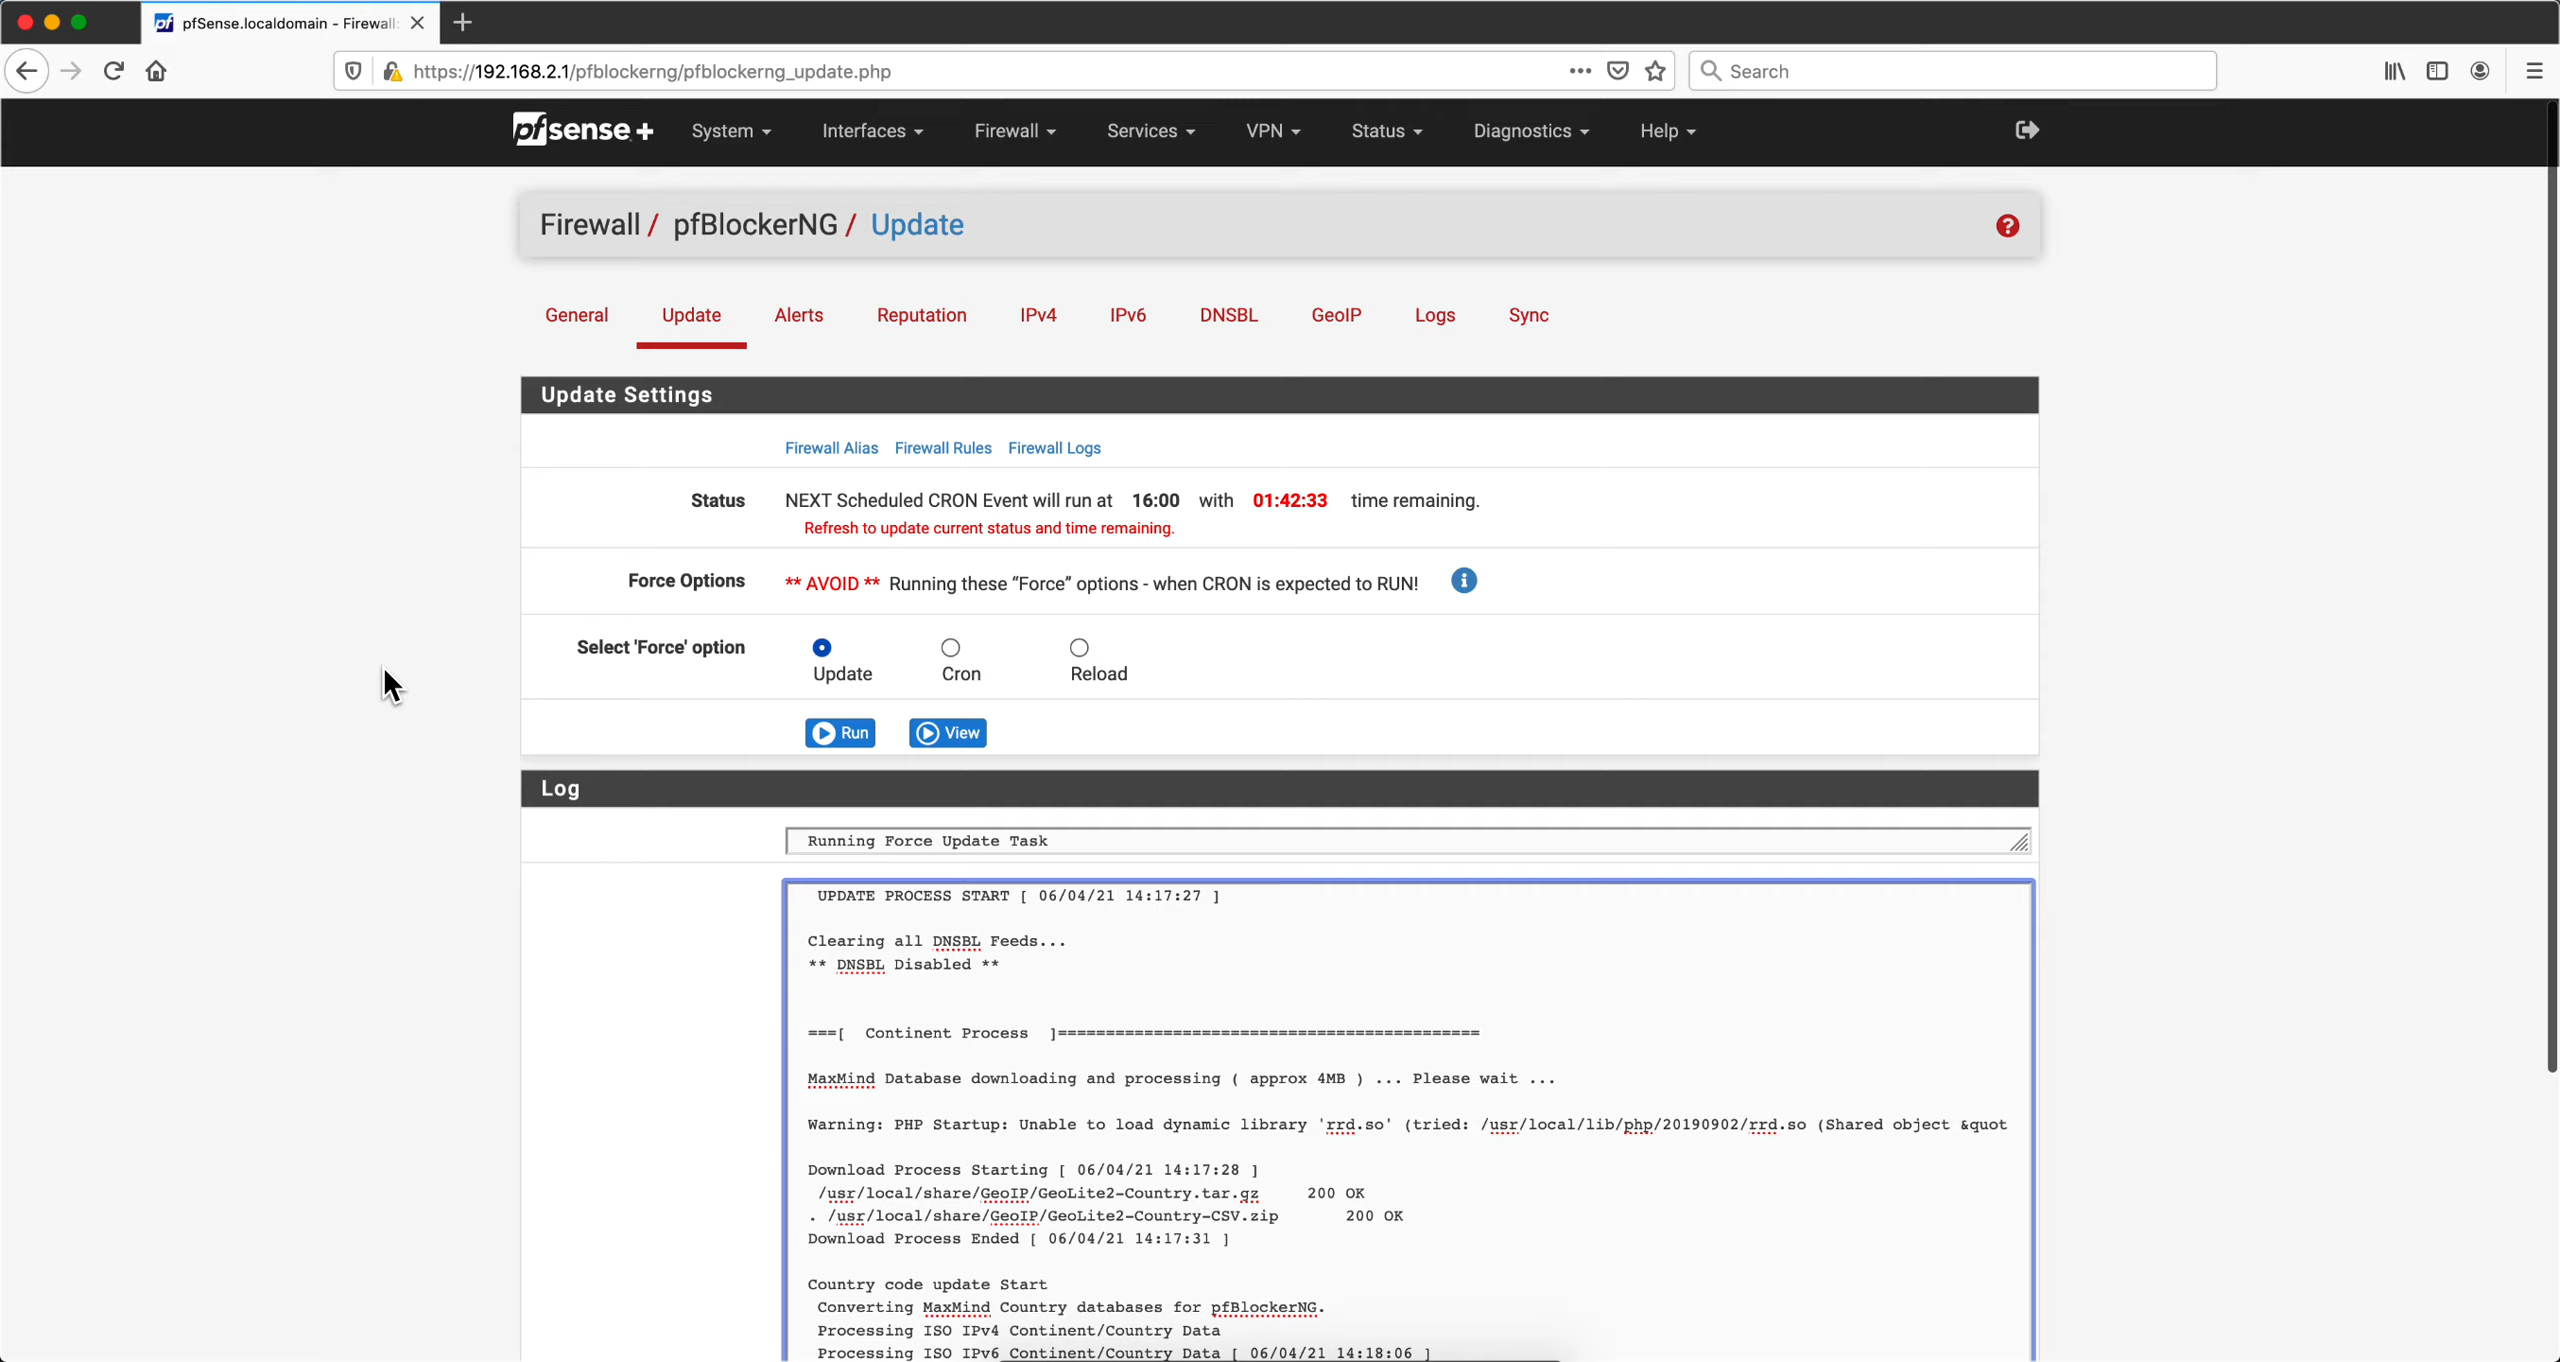 pfSense.localdomain - Firewall:
https://192.168.2.1/pfblockerng/pfblockerng_update.php
Search
pfsense +
System
Interfaces
Firewall
Services
VPN
Status
Diagnostics
Help
Firewall / pfBlockerNG / Update
General
Update
Alerts
Reputation
IPv4
IPv6
DNSBL
GeoIP
Logs
Sync
Update Settings
Firewall Alias Firewall Rules Firewall Logs
Status NEXT Scheduled CRON Event will run at 16:00 with 01:42:33 time remaining.
Refresh to update current status and time remaining.
Force Options ** AVOID ** Running these “Force” options - when CRON is expected to RUN!
Select 'Force' option
Update
Cron
Reload
Run
View
Log
Running Force Update Task
UPDATE PROCESS START [ 06/04/21 14:17:27 ]
Clearing all DNSBL Feeds...
** DNSBL Disabled **
===[ Continent Process ]============================================
MaxMind Database downloading and processing ( approx 4MB ) ... Please wait ...
Warning: PHP Startup: Unable to load dynamic library 'rrd.so' (tried: /usr/local/lib/php/20190902/rrd.so (Shared object &quot
Download Process Starting [ 06/04/21 14:17:28 ]
/usr/local/share/GeoIP/GeoLite2-Country.tar.gz 200 OK
. /usr/local/share/GeoIP/GeoLite2-Country-CSV.zip 200 OK
Download Process Ended [ 06/04/21 14:17:31 ]
Country code update Start
Converting MaxMind Country databases for pfBlockerNG.
Processing ISO IPv4 Continent/Country Data
Processing ISO IPv6 Continent/Country Data [ 06/04/21 14:18:06 ]